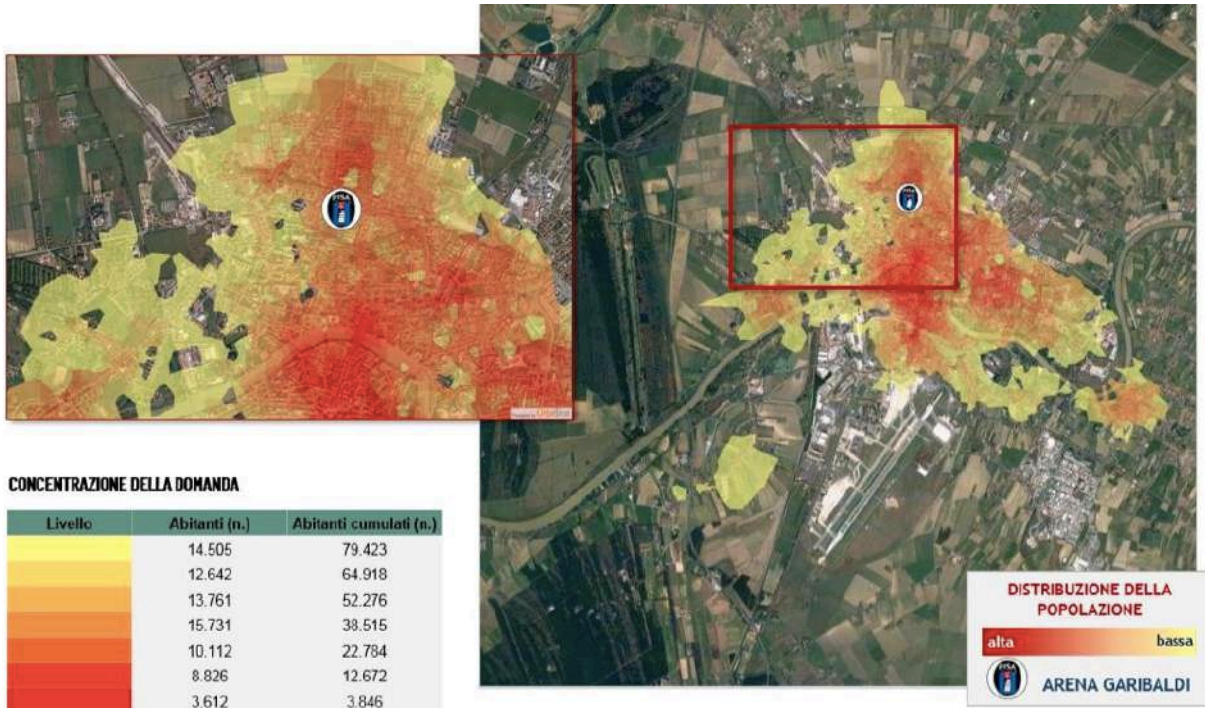 PISA
PISA
CONCENTRAZIONE DELLA DOMANDA
Livello Abitanti (n.) Abitanti cumulati (n.)
14.505 79.423
12.642 64.918
13.761 52.276
15.731 38.515
10.112 22.784
8.826 12.672
3.612 3.846
DISTRIBUZIONE DELLA
POPOLAZIONE
alta bassa
PISA
ARENA GARIBALDI